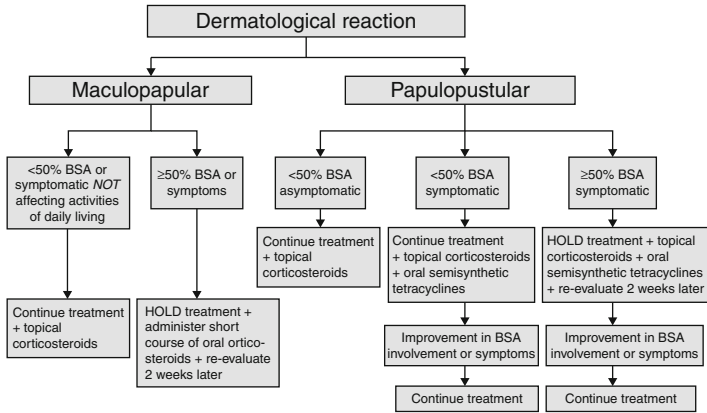 Dermatological reaction
Maculopapular
Papulopustular
<50% BSA or
symptomatic NOT
affecting activities
of daily living
≥50% BSA or
symptoms
<50% BSA
asymptomatic
<50% BSA
symptomatic
≥50% BSA
symptomatic
Continue treatment
+ topical
corticosteroids
HOLD treatment +
administer short
course of oral ortico-
steroids + re-evaluate
2 weeks later
Continue treatment
+ topical
corticosteroids
Continue treatment
+ topical corticosteroids
+ oral semisynthetic
tetracyclines
HOLD treatment + topical
corticosteroids + oral
semisynthetic tetracyclines
+ re-evaluate 2 weeks later
Improvement in BSA
involvement or symptoms
Improvement in BSA
involvement or symptoms
Continue treatment
Continue treatment